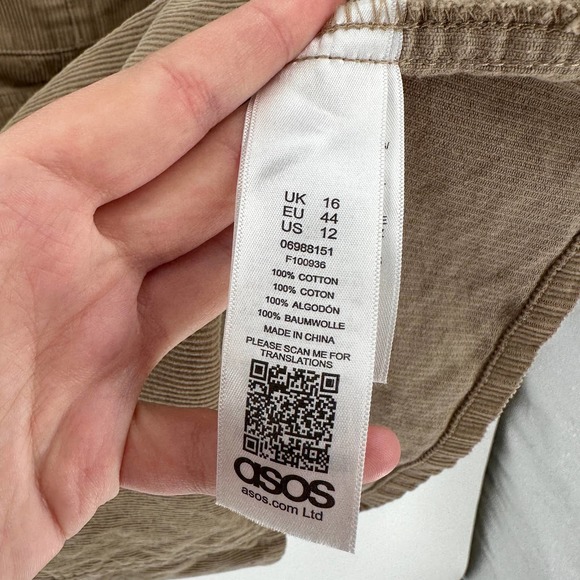 UK 16
EU 44
US 12
06988151
F100936
100% COTTON
100% COTON
100% ALGODÓN
100% BAUMWOLLE
MADE IN CHINA
PLEASE SCAN ME FOR
TRANSLATIONS
asos
asos.com Ltd